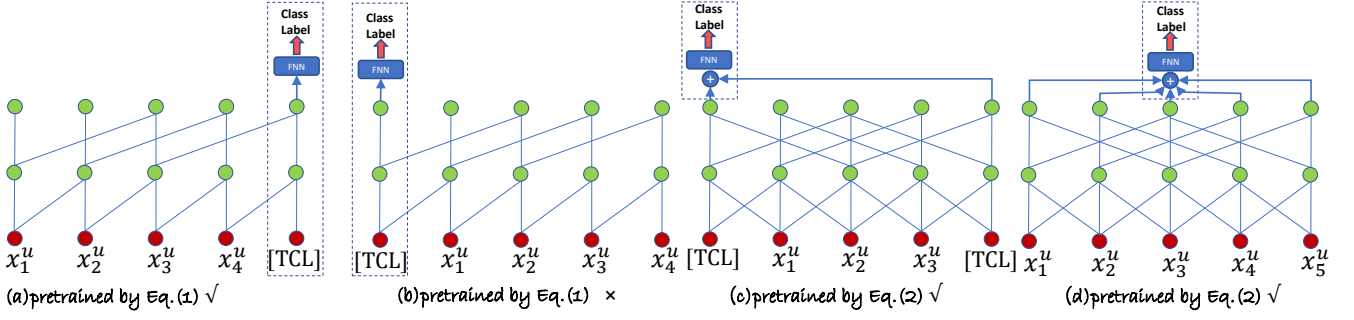 Class
Label
FNN
x_1^u x_2^u x_3^u x_4^u [TCL]
(a)pretrained by Eq.(1) √
Class
Label
FNN
[TCL] x_1^u x_2^u x_3^u x_4^u
(b)pretrained by Eq.(1) ×
Class
Label
FNN
+
[TCL] x_1^u x_2^u x_3^u [TCL]
(c)pretrained by Eq.(2) √
Class
Label
FNN
+
x_1^u x_2^u x_3^u x_4^u x_5^u
(d)pretrained by Eq.(2) √